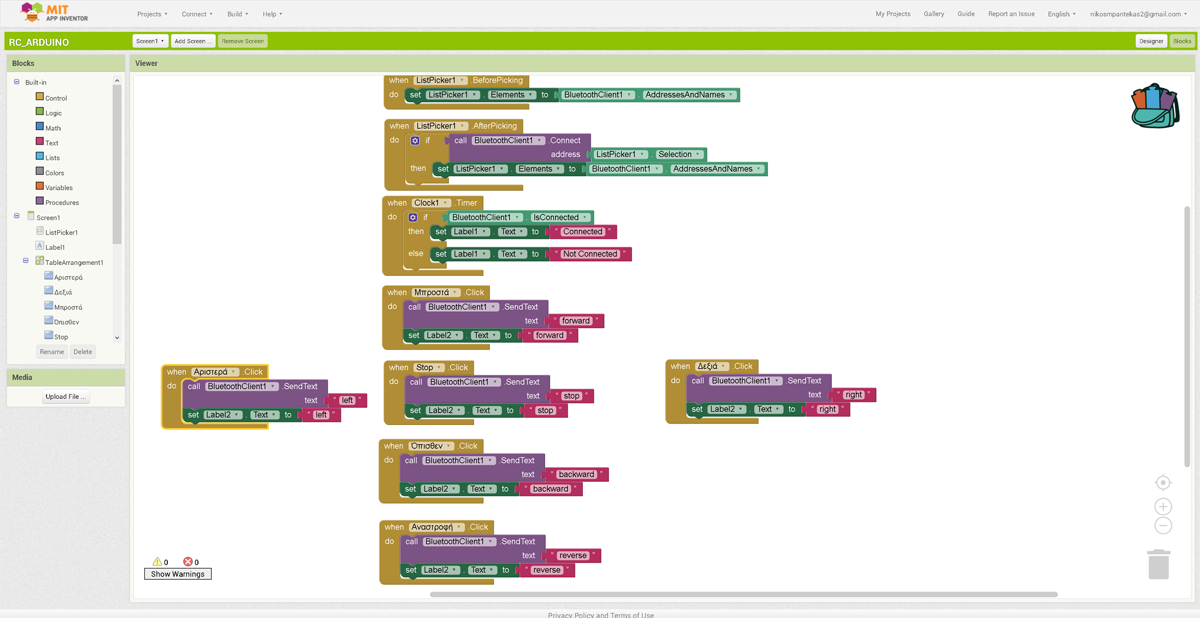 MIT
APP INVENTOR
Projects
Connect
Build
Help
My Projects
Gallery
Guide
Report an Issue
English
nikosmpantekas2@gmail.com
RC_ARDUINO
Screen1
Add Screen ...
Remove Screen
Designer
Blocks
Blocks
Built-in
Control
Logic
Math
Text
Lists
Colors
Variables
Procedures
Screen1
ListPicker1
Label1
TableArrangement1
Αριστερά
Δεξιά
Μπροστά
Όπισθεν
Stop
Rename
Delete
Media
Upload File ...
Viewer
when ListPicker1 .BeforePicking
do set ListPicker1 . Elements to BluetoothClient1 . AddressesAndNames
when ListPicker1 .AfterPicking
do if call BluetoothClient1 .Connect
address ListPicker1 . Selection
then set ListPicker1 . Elements to BluetoothClient1 . AddressesAndNames
when Clock1 .Timer
do if BluetoothClient1 . IsConnected
then set Label1 . Text to " Connected "
else set Label1 . Text to " Not Connected "
when Μπροστά .Click
do call BluetoothClient1 .SendText
text " forward "
set Label2 . Text to " forward "
when Αριστερά .Click
do call BluetoothClient1 .SendText
text " left "
set Label2 . Text to " left "
when Stop .Click
do call BluetoothClient1 .SendText
text " stop "
set Label2 . Text to " stop "
when Δεξιά .Click
do call BluetoothClient1 .SendText
text " right "
set Label2 . Text to " right "
when Όπισθεν .Click
do call BluetoothClient1 .SendText
text " backward "
set Label2 . Text to " backward "
when Αναστροφή .Click
do call BluetoothClient1 .SendText
text " reverse "
set Label2 . Text to " reverse "
0 0
Show Warnings
Privacy Policy and Terms of Use